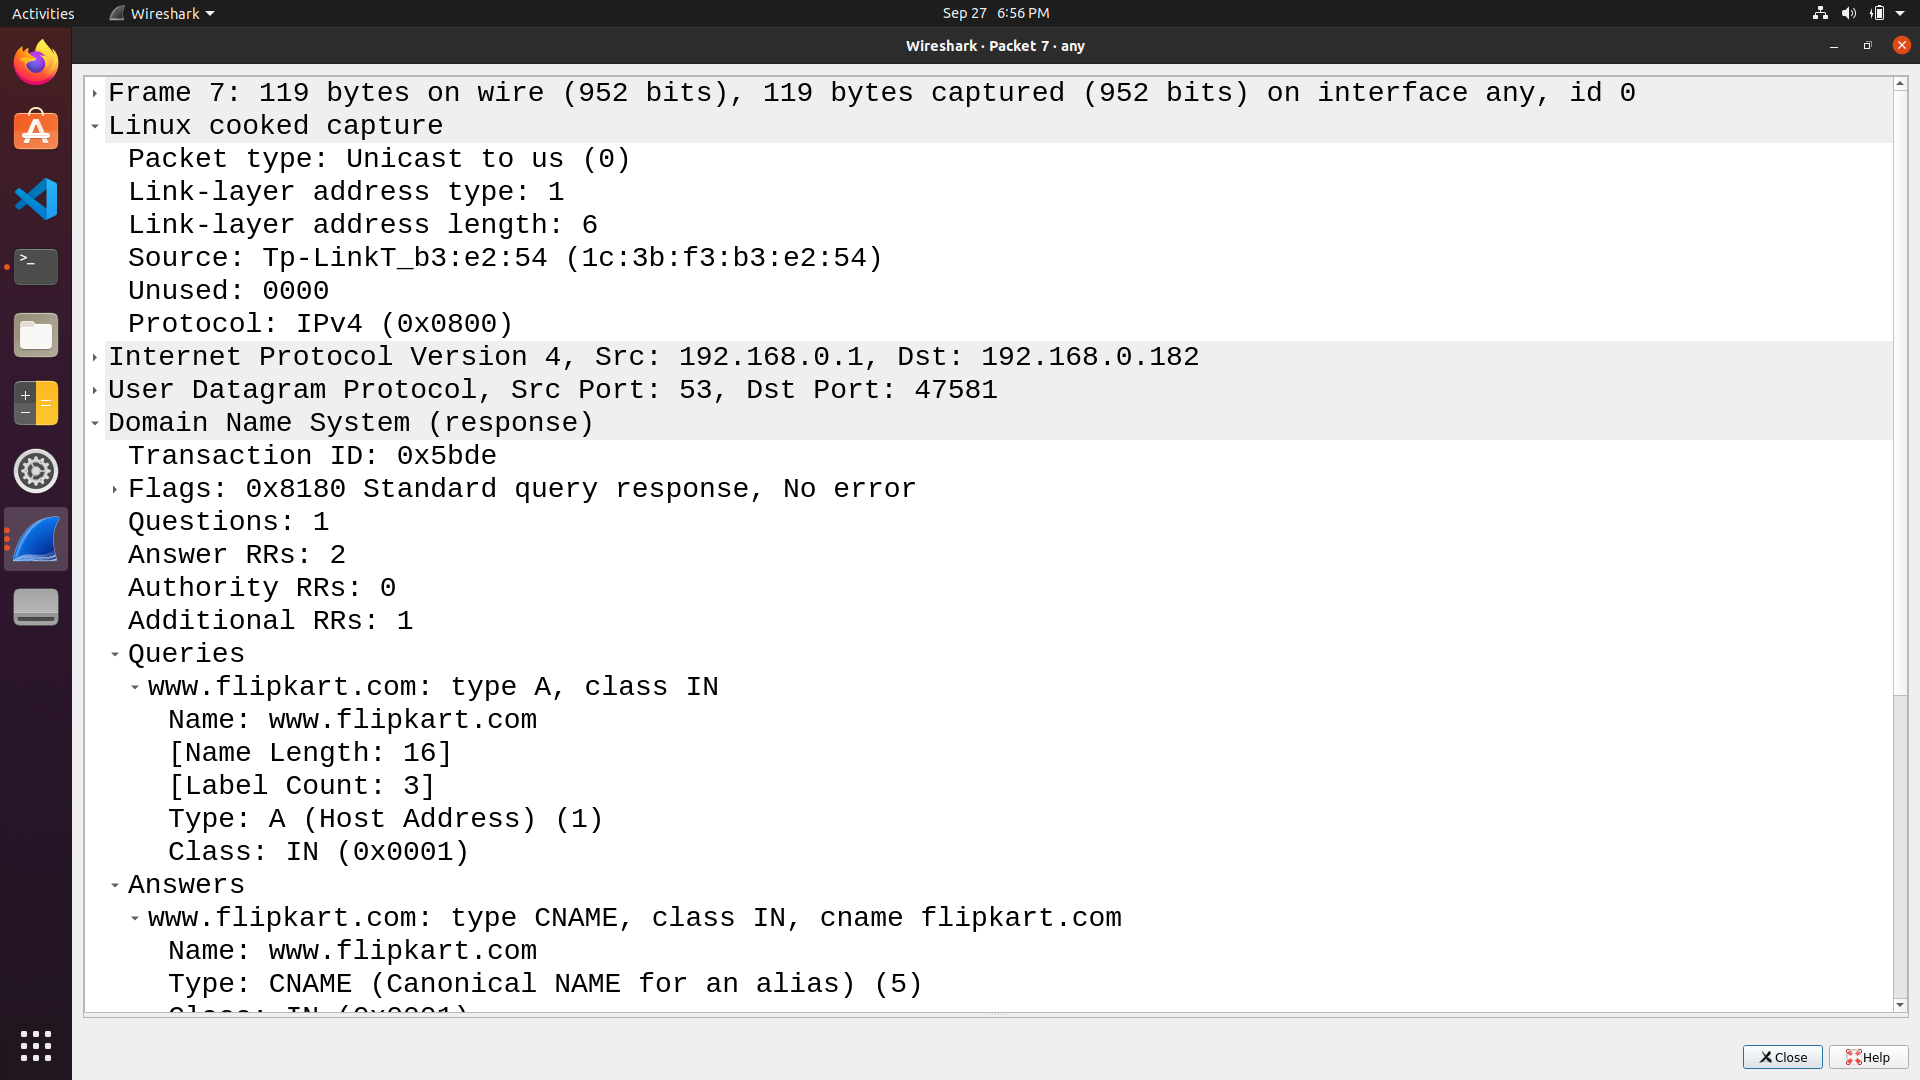 Activities
Wireshark
Sep 27 6:56 PM
Wireshark · Packet 7 · any
Frame 7: 119 bytes on wire (952 bits), 119 bytes captured (952 bits) on interface any, id 0
Linux cooked capture
Packet type: Unicast to us (0)
Link-layer address type: 1
Link-layer address length: 6
Source: Tp-LinkT_b3:e2:54 (1c:3b:f3:b3:e2:54)
Unused: 0000
Protocol: IPv4 (0x0800)
Internet Protocol Version 4, Src: 192.168.0.1, Dst: 192.168.0.182
User Datagram Protocol, Src Port: 53, Dst Port: 47581
Domain Name System (response)
Transaction ID: 0x5bde
Flags: 0x8180 Standard query response, No error
Questions: 1
Answer RRs: 2
Authority RRs: 0
Additional RRs: 1
Queries
www.flipkart.com: type A, class IN
Name: www.flipkart.com
[Name Length: 16]
[Label Count: 3]
Type: A (Host Address) (1)
Class: IN (0x0001)
Answers
www.flipkart.com: type CNAME, class IN, cname flipkart.com
Name: www.flipkart.com
Type: CNAME (Canonical NAME for an alias) (5)
Class: IN (0x0001)
Close
Help